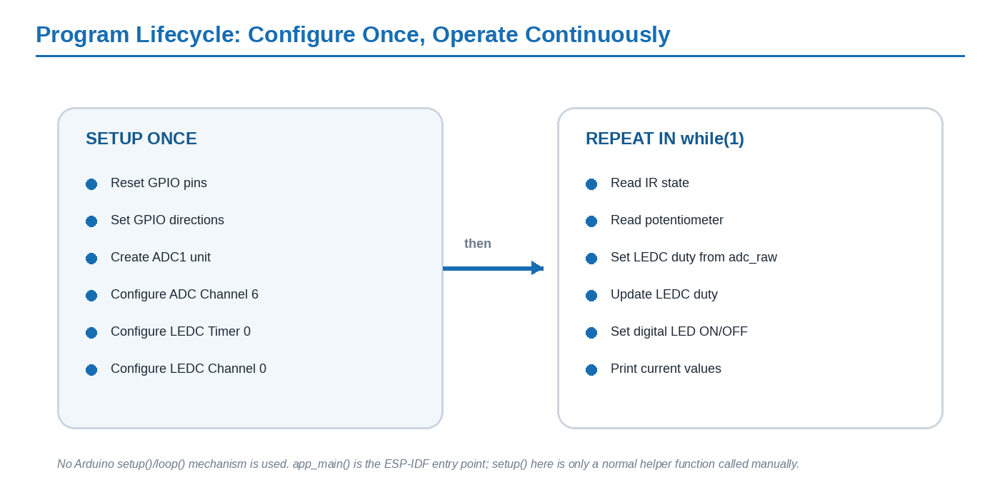 Program Lifecycle: Configure Once, Operate Continuously
SETUP ONCE
Reset GPIO pins
Set GPIO directions
Create ADC1 unit
Configure ADC Channel 6
Configure LEDC Timer 0
Configure LEDC Channel 0
then
REPEAT IN while(1)
Read IR state
Read potentiometer
Set LEDC duty from adc_raw
Update LEDC duty
Set digital LED ON/OFF
Print current values
No Arduino setup()/loop() mechanism is used. app_main() is the ESP-IDF entry point; setup() here is only a normal helper function called manually.